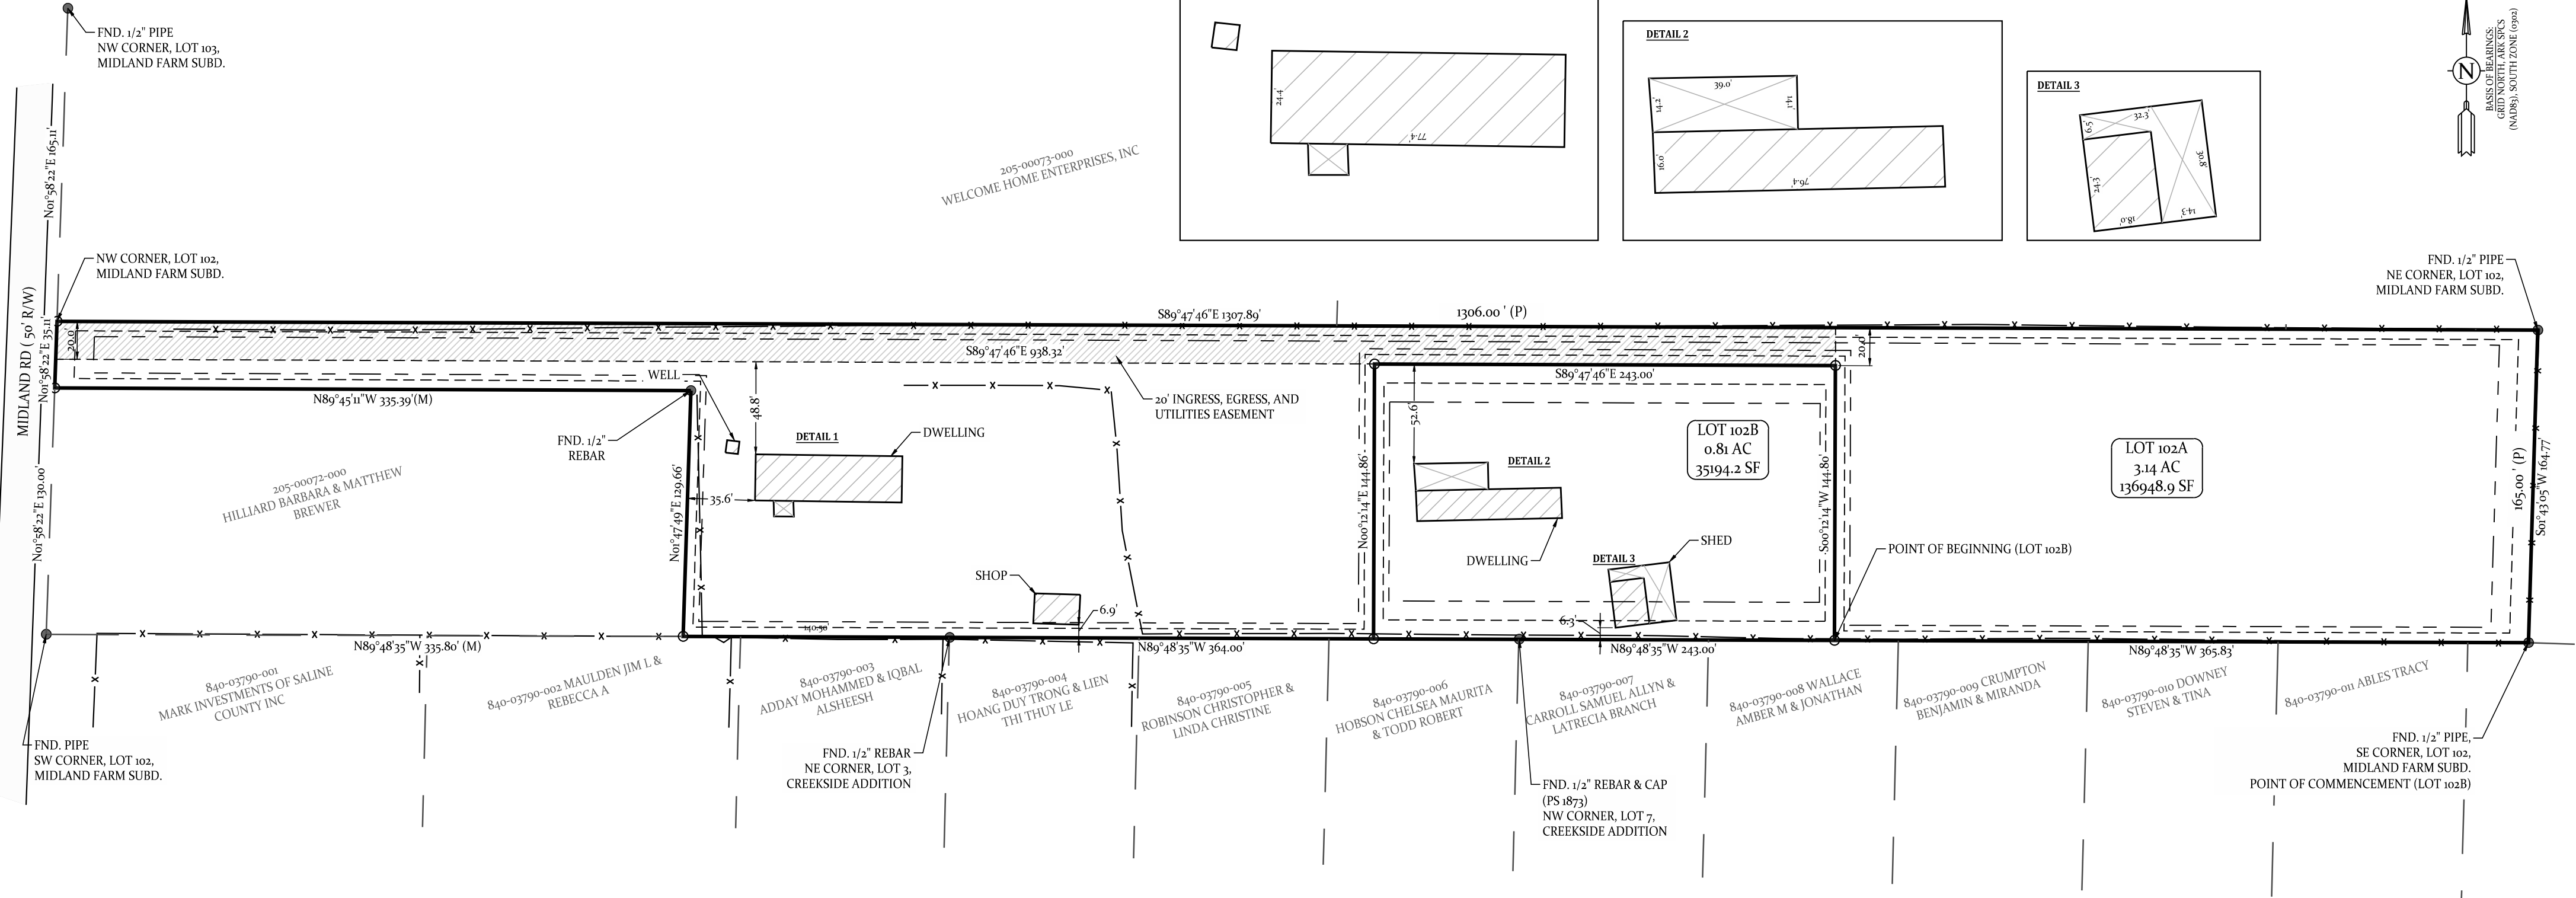 FND. 1/2" PIPE
NW CORNER, LOT 103,
MIDLAND FARM SUBD.
N01°58'22"E 165.11'
205-00073-000
WELCOME HOME ENTERPRISES, INC
24.4'
77.4'
DETAIL 2
39.0'
14.2'
14.1'
16.0'
76.4'
DETAIL 3
6.5'
32.3'
30.8'
24.3'
18.0'
14.3'
N
BASIS OF BEARINGS:
GRID NORTH, ARK SPCS
(NAD83), SOUTH ZONE (0302)
NW CORNER, LOT 102,
MIDLAND FARM SUBD.
FND. 1/2" PIPE
NE CORNER, LOT 102,
MIDLAND FARM SUBD.
MIDLAND RD ( 50' R/W)
N01°58'22"E 35.11'
20.0'
S89°47'46"E 1307.89'
1306.00 ' (P)
S89°47'46"E 938.32'
20.0'
WELL
N89°45'11"W 335.39'(M)
S89°47'46"E 243.00'
20' INGRESS, EGRESS, AND
UTILITIES EASEMENT
48.8'
52.6'
FND. 1/2"
REBAR
DETAIL 1
DWELLING
LOT 102B
0.81 AC
35194.2 SF
LOT 102A
3.14 AC
136948.9 SF
165.00 ' (P)
S01°43'05"W 164.77'
205-00072-000
HILLIARD BARBARA & MATTHEW
BREWER
N01°58'22"E 130.00'
N01°47'49"E 129.66'
35.6'
N00°12'14"E 144.86'
S00°12'14"W 144.80'
DETAIL 2
DWELLING
DETAIL 3
SHED
POINT OF BEGINNING (LOT 102B)
SHOP
6.9'
6.3'
140.50'
N89°48'35"W 335.80' (M)
N89°48'35"W 364.00'
N89°48'35"W 243.00'
N89°48'35"W 365.83'
840-03790-001
MARK INVESTMENTS OF SALINE
COUNTY INC
840-03790-002 MAULDEN JIM L &
REBECCA A
840-03790-003
ADDAY MOHAMMED & IQBAL
ALSHEESH
840-03790-004
HOANG DUY TRONG & LIEN
THI THUY LE
840-03790-005
ROBINSON CHRISTOPHER &
LINDA CHRISTINE
840-03790-006
HOBSON CHELSEA MAURITA
& TODD ROBERT
840-03790-007
CARROLL SAMUEL ALLYN &
LATRECIA BRANCH
840-03790-008 WALLACE
AMBER M & JONATHAN
840-03790-009 CRUMPTON
BENJAMIN & MIRANDA
840-03790-010 DOWNEY
STEVEN & TINA
840-03790-011 ABLES TRACY
FND. PIPE
SW CORNER, LOT 102,
MIDLAND FARM SUBD.
FND. 1/2" REBAR
NE CORNER, LOT 3,
CREEKSIDE ADDITION
FND. 1/2" REBAR & CAP
(PS 1873)
NW CORNER, LOT 7,
CREEKSIDE ADDITION
FND. 1/2" PIPE,
SE CORNER, LOT 102,
MIDLAND FARM SUBD.
POINT OF COMMENCEMENT (LOT 102B)